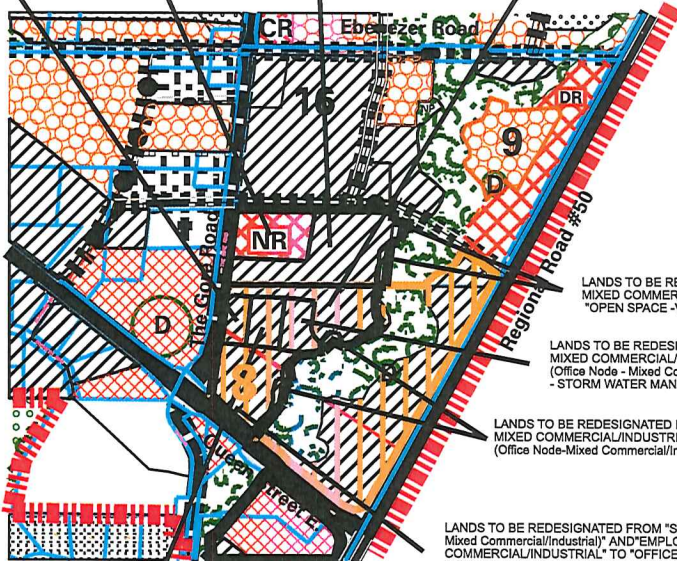 CR
Ebenezer Road
16
DR
9
D
NR
The Gore Road
D
Regional Road #50
8
Queen Street E.
LANDS TO BE RE
MIXED COMMER
"OPEN SPACE -V
LANDS TO BE REDESI
MIXED COMMERCIAL/
(Office Node - Mixed Co
- STORM WATER MAN
LANDS TO BE REDESIGNATED
MIXED COMMERCIAL/INDUSTRI
(Office Node-Mixed Commercial/In
LANDS TO BE REDESIGNATED FROM "S
Mixed Commercial/Industrial)" AND"EMPLO
COMMERCIAL/INDUSTRIAL" TO "OFFICE